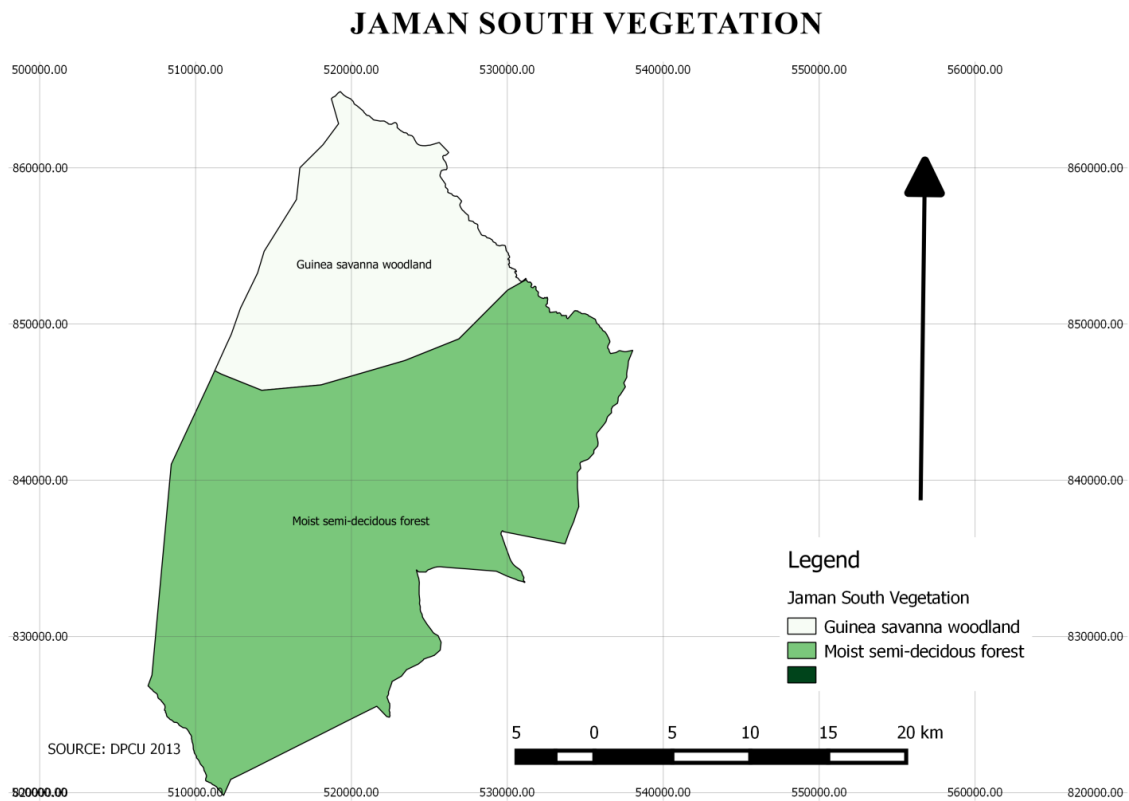 JAMAN SOUTH VEGETATION
500000.00 510000.00 520000.00 530000.00 540000.00 550000.00 560000.00
860000.00 860000.00
Guinea savanna woodland
850000.00 850000.00
840000.00 840000.00
Moist semi-decidous forest
Legend
Jaman South Vegetation
Guinea savanna woodland
830000.00 830000.00
Moist semi-decidous forest
5 0 5 10 15 20 km
SOURCE: DPCU 2013
510000.00 520000.00 530000.00 540000.00 550000.00 560000.00 820000.00